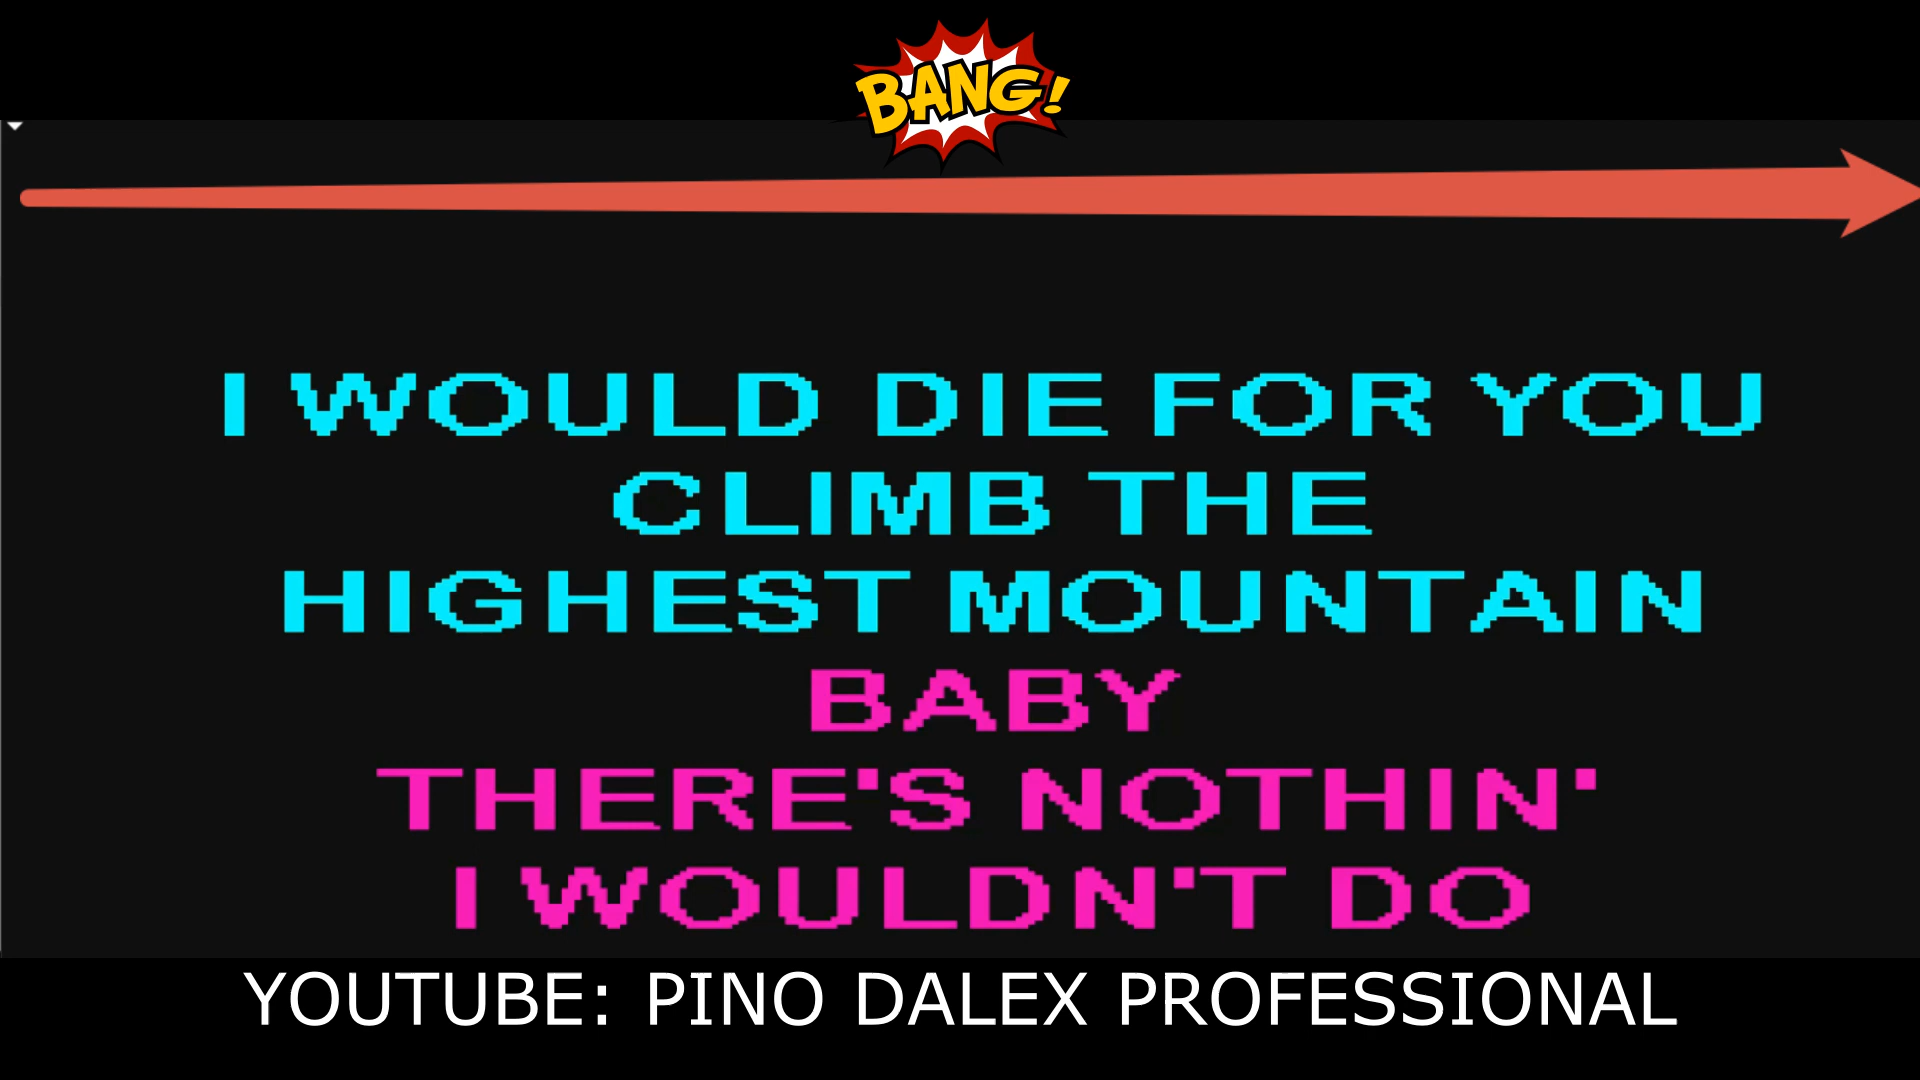 BANG!
I WOULD DIE FOR YOU
CLIMB THE
HIGHEST MOUNTAIN
BABY
THERE'S NOTHIN'
I WOULDN'T DO
YOUTUBE: PINO DALEX PROFESSIONAL